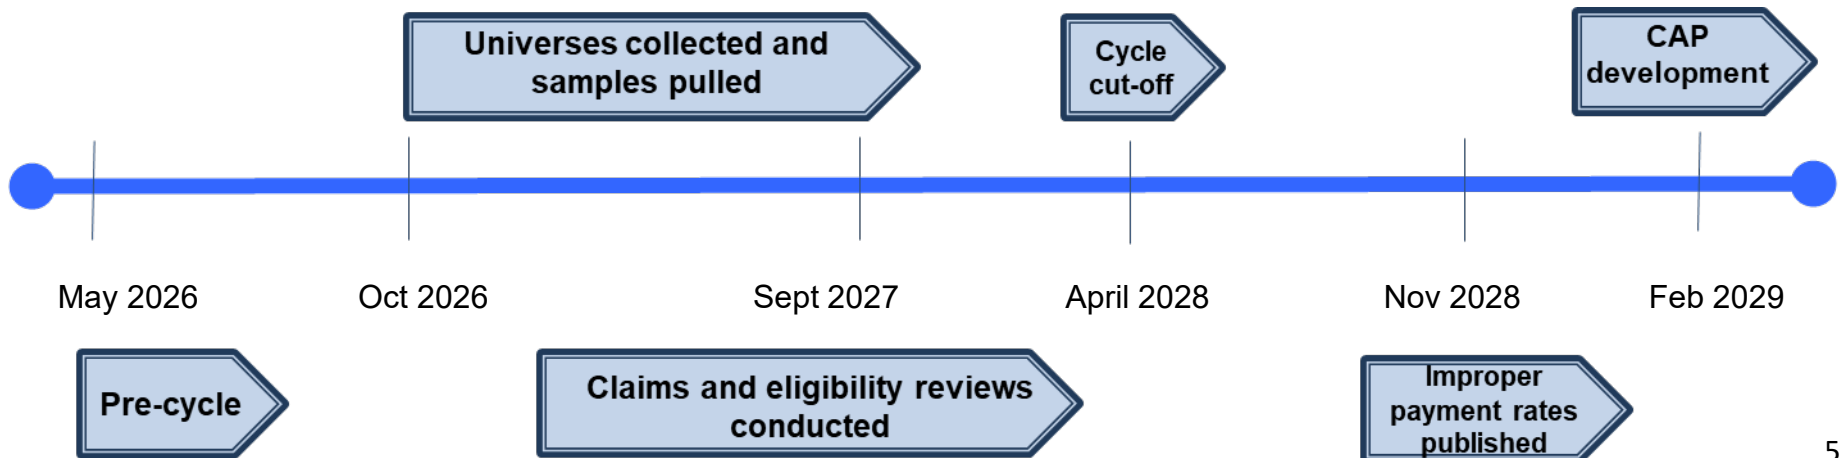 Universes collected and
samples pulled
Cycle
cut-off
CAP
development
May 2026
Oct 2026
Sept 2027
April 2028
Nov 2028
Feb 2029
Pre-cycle
Claims and eligibility reviews
conducted
Improper
payment rates
published
5